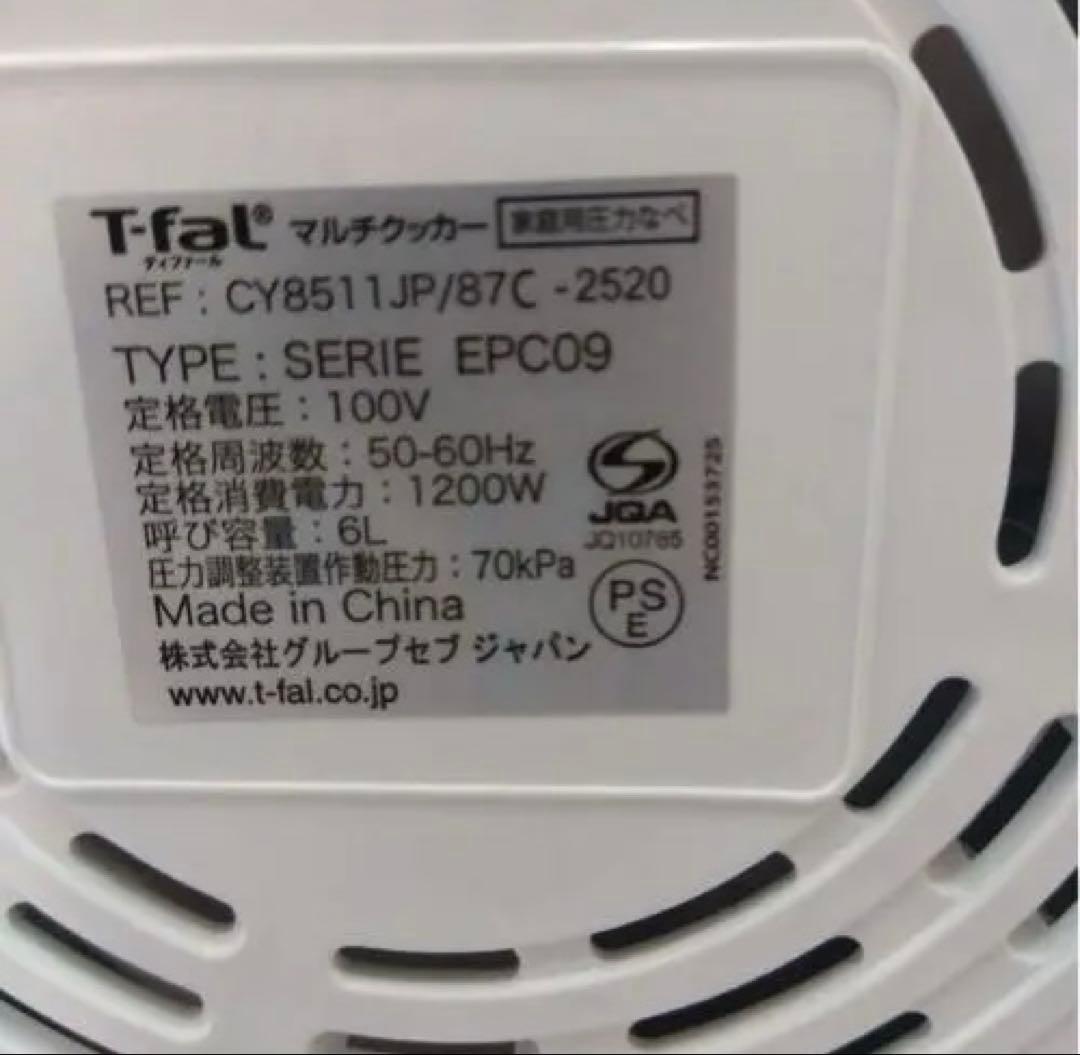 T-fal® マルチクッカー 家庭用圧力なべ
ティファール
REF : CY8511JP/87C -2520
TYPE : SERIE EPC09
定格電圧 : 100V
定格周波数 : 50-60Hz
定格消費電力 : 1200W
呼び容量 : 6L
圧力調整装置作動圧力 : 70kPa
Made in China
株式会社グループセブ ジャパン
www.t-fal.co.jp
S
JQA
JQ10765
PS
E
NC00153725